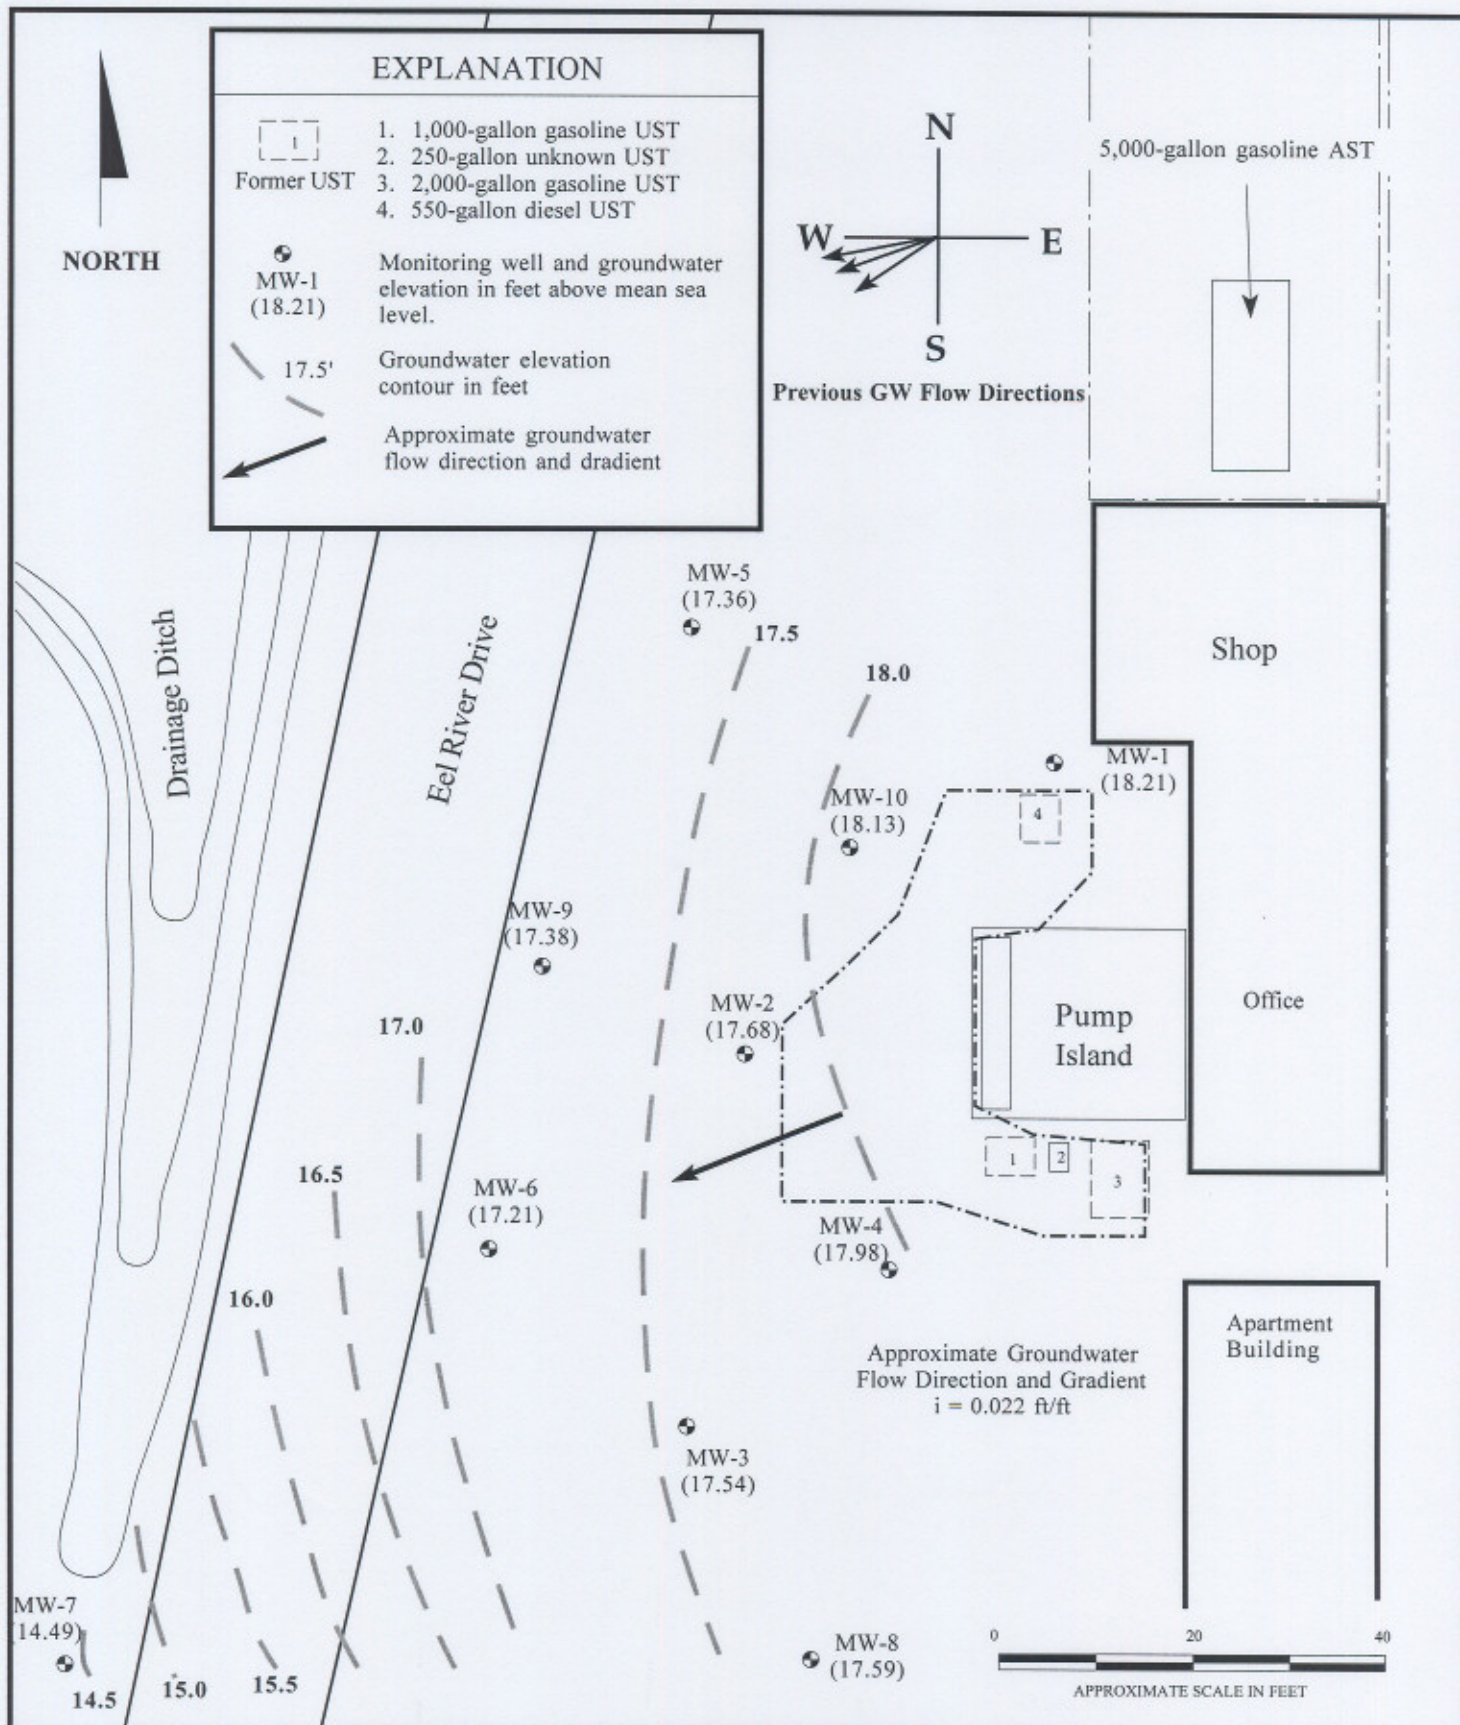 EXPLANATION
1
Former UST
1. 1,000-gallon gasoline UST
2. 250-gallon unknown UST
3. 2,000-gallon gasoline UST
4. 550-gallon diesel UST
MW-1
(18.21)
Monitoring well and groundwater
elevation in feet above mean sea
level.
17.5'
Groundwater elevation
contour in feet
Approximate groundwater
flow direction and dradient
NORTH
N
W
E
S
Previous GW Flow Directions
5,000-gallon gasoline AST
Drainage Ditch
Eel River Drive
MW-5
(17.36)
17.5
18.0
Shop
MW-1
(18.21)
MW-10
(18.13)
4
MW-9
(17.38)
MW-2
(17.68)
Pump
Island
Office
17.0
16.5
MW-6
(17.21)
1
2
3
MW-4
(17.98)
16.0
Approximate Groundwater
Flow Direction and Gradient
i = 0.022 ft/ft
Apartment
Building
MW-3
(17.54)
MW-7
(14.49)
MW-8
(17.59)
14.5
15.0
15.5
0
20
40
APPROXIMATE SCALE IN FEET